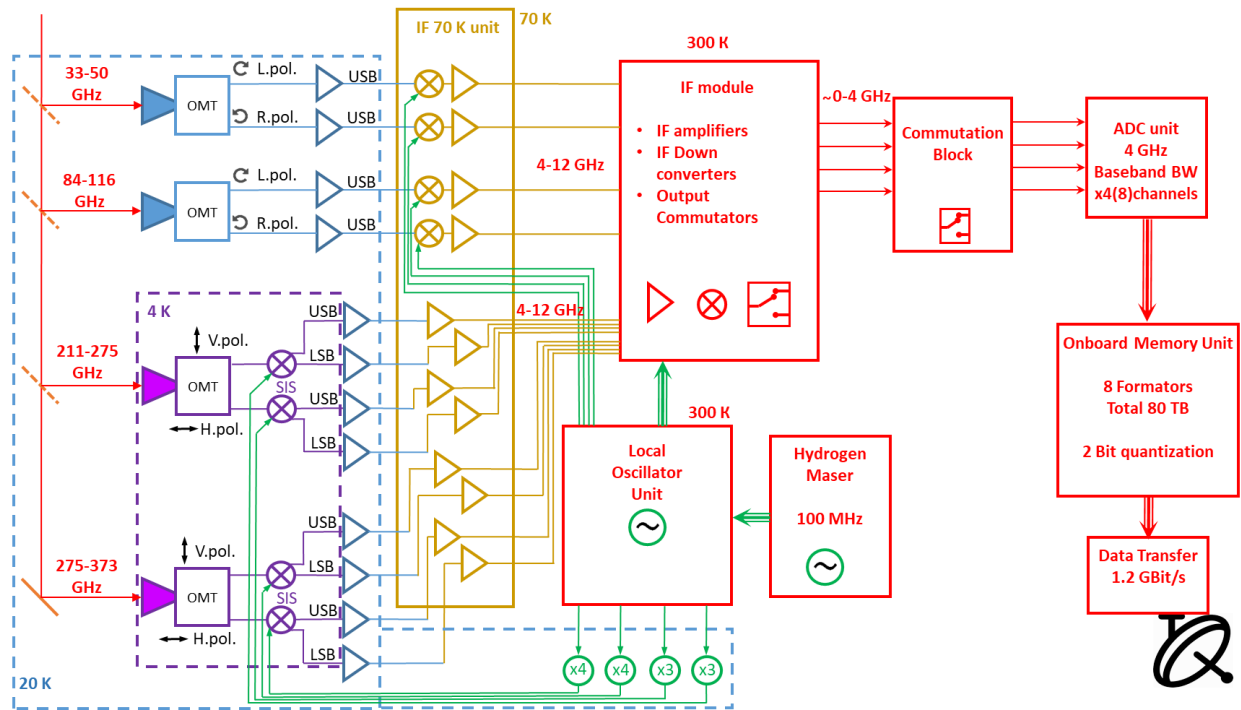 IF 70 K unit
70 K
33-50
GHz
OMT
L.pol.
USB
R.pol.
USB
84-116
GHz
OMT
L.pol.
USB
R.pol.
USB
4-12 GHz
300 K
IF module
• IF amplifiers
• IF Down
converters
• Output
Commutators
~0-4 GHz
Commutation
Block
ADC unit
4 GHz
Baseband BW
x4(8)channels
4 K
4-12 GHz
211-275
GHz
OMT
V.pol.
H.pol.
SIS
USB
LSB
USB
LSB
275-373
GHz
OMT
V.pol.
H.pol.
SIS
USB
LSB
USB
LSB
20 K
300 K
Local
Oscillator
Unit
Hydrogen
Maser
100 MHz
x4
x4
x3
x3
Onboard Memory Unit
8 Formators
Total 80 TB
2 Bit quantization
Data Transfer
1.2 GBit/s